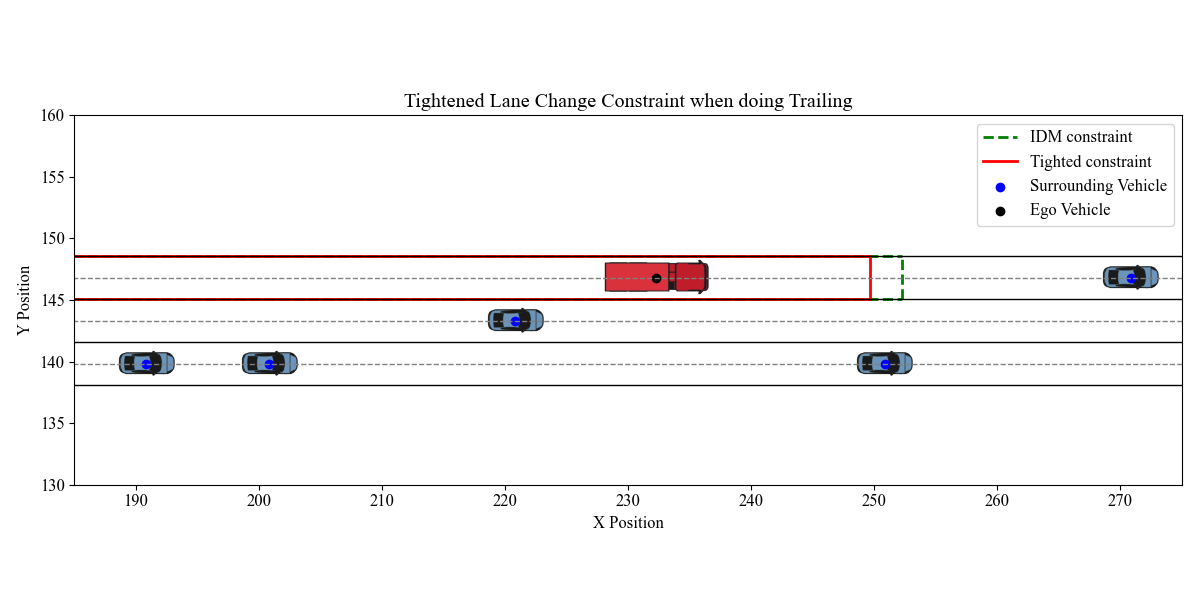 Tightened Lane Change Constraint when doing Trailing
160
155
150
145
140
135
130
Y Position
IDM constraint
Tighted constraint
Surrounding Vehicle
Ego Vehicle
190 200 210 220 230 240 250 260 270
X Position